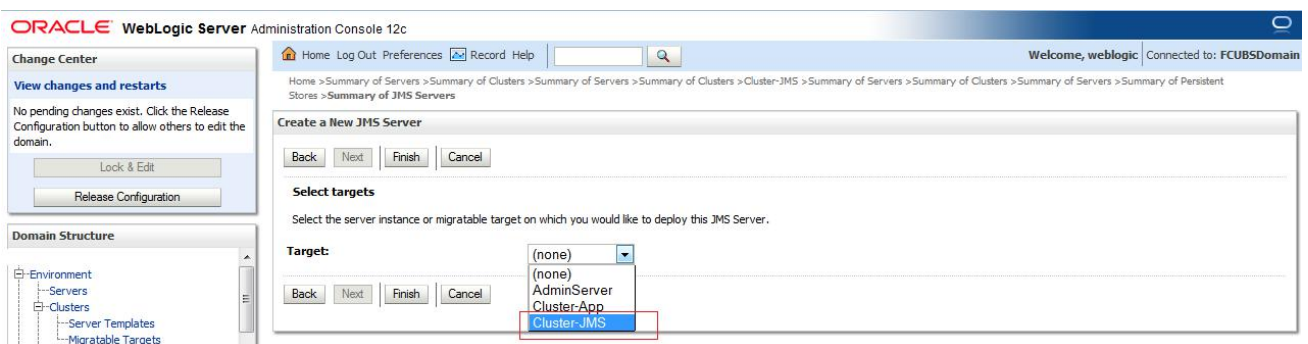 ORACLE WebLogic Server Administration Console 12c
Change Center
View changes and restarts
No pending changes exist. Click the Release
Configuration button to allow others to edit the
domain.
Lock & Edit
Release Configuration
Domain Structure
Environment
Servers
Clusters
Server Templates
Migratable Targets
Home Log Out Preferences Record Help
Welcome, weblogic Connected to: FCUBSDomain
Home >Summary of Servers >Summary of Clusters >Summary of Servers >Summary of Clusters >Cluster-JMS >Summary of Servers >Summary of Clusters >Summary of Servers >Summary of Persistent
Stores >Summary of JMS Servers
Create a New JMS Server
Back Next Finish Cancel
Select targets
Select the server instance or migratable target on which you would like to deploy this JMS Server.
Target: (none)
(none)
AdminServer
Cluster-App
Cluster-JMS
Back Next Finish Cancel